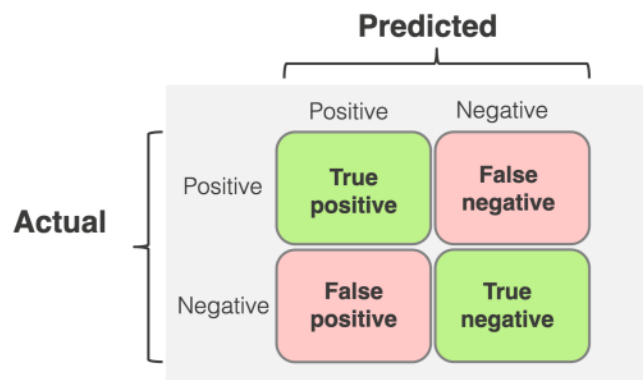 Predicted
Positive Negative
Positive
True
positive
False
negative
Actual
Negative
False
positive
True
negative